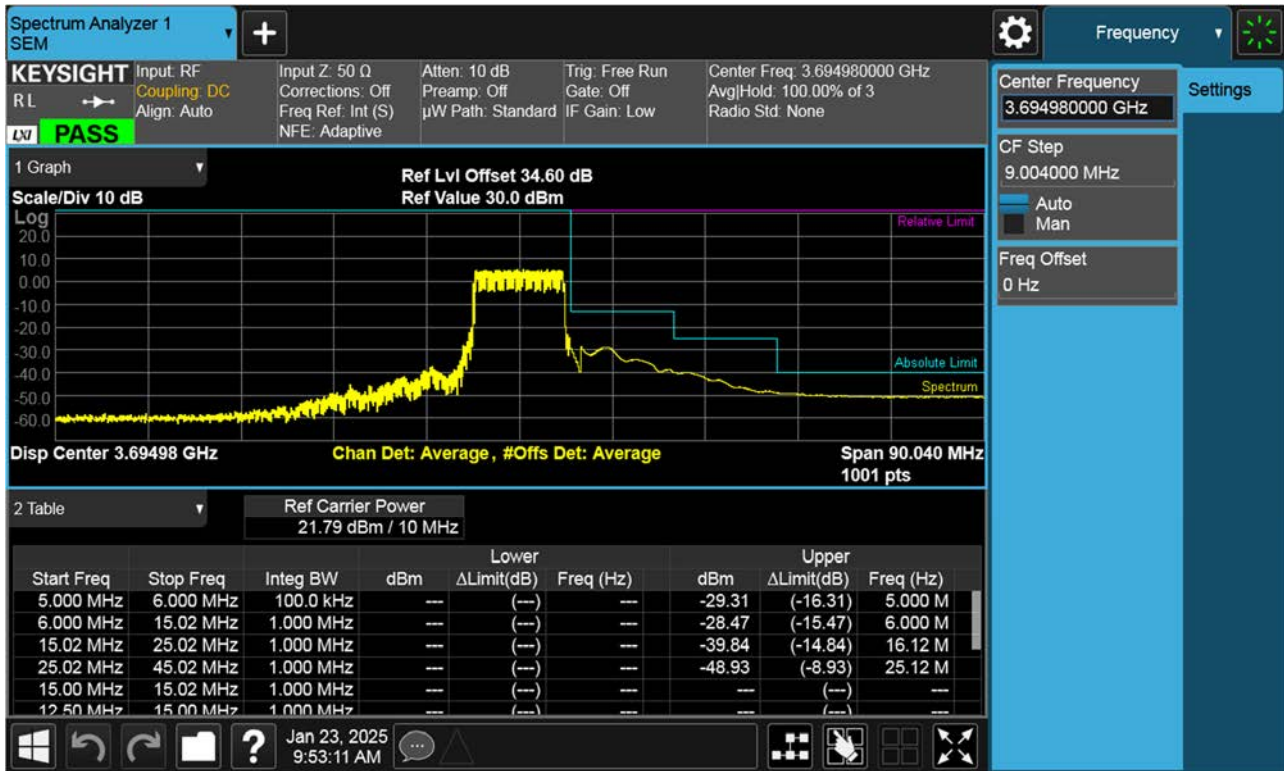 Spectrum Analyzer 1
SEM
Frequency
KEYSIGHT
R L
LXI PASS
Input: RF
Coupling: DC
Align: Auto
Input Z: 50 Ω
Corrections: Off
Freq Ref: Int (S)
NFE: Adaptive
Atten: 10 dB
Preamp: Off
µW Path: Standard
Trig: Free Run
Gate: Off
IF Gain: Low
Center Freq: 3.694980000 GHz
Avg|Hold: 100.00% of 3
Radio Std: None
Center Frequency
3.694980000 GHz
Settings
CF Step
9.004000 MHz
Auto
Man
Freq Offset
0 Hz
1 Graph
Scale/Div 10 dB
Ref Lvl Offset 34.60 dB
Ref Value 30.0 dBm
Log
20.0
10.0
0.00
-10.0
-20.0
-30.0
-40.0
-50.0
-60.0
Relative Limit
Absolute Limit
Spectrum
Disp Center 3.69498 GHz
Chan Det: Average , #Offs Det: Average
Span 90.040 MHz
1001 pts
2 Table
Ref Carrier Power
21.79 dBm / 10 MHz
Lower Upper
Start Freq Stop Freq Integ BW dBm ΔLimit(dB) Freq (Hz) dBm ΔLimit(dB) Freq (Hz)
5.000 MHz 6.000 MHz 100.0 kHz --- (---) --- -29.31 (-16.31) 5.000 M
6.000 MHz 15.02 MHz 1.000 MHz --- (---) --- -28.47 (-15.47) 6.000 M
15.02 MHz 25.02 MHz 1.000 MHz --- (---) --- -39.84 (-14.84) 16.12 M
25.02 MHz 45.02 MHz 1.000 MHz --- (---) --- -48.93 (-8.93) 25.12 M
15.00 MHz 15.02 MHz 1.000 MHz --- (---) --- --- (---) ---
12.50 MHz 15.00 MHz 1.000 MHz --- (---) --- --- (---) ---
Jan 23, 2025
9:53:11 AM